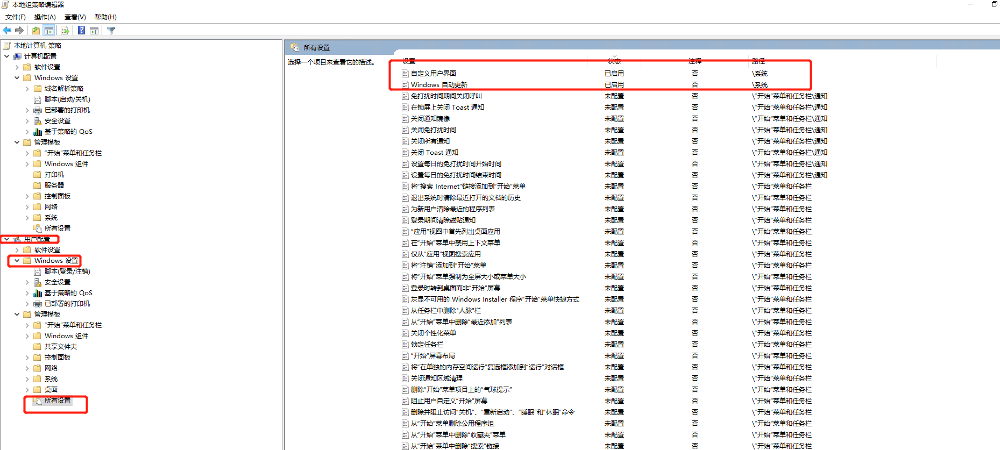 本地组策略编辑器
文件(F) 操作(A) 查看(V) 帮助(H)
本地计算机 策略
计算机配置
软件设置
Windows 设置
域名解析策略
脚本(启动/关机)
已部署的打印机
安全设置
基于策略的 QoS
管理模板
"开始"菜单和任务栏
Windows 组件
打印机
服务器
控制面板
网络
系统
所有设置
用户配置
软件设置
Windows 设置
脚本(登录/注销)
安全设置
基于策略的 QoS
已部署的打印机
管理模板
"开始"菜单和任务栏
Windows 组件
共享文件夹
控制面板
网络
系统
桌面
所有设置
所有设置
选择一个项目来查看它的描述。
设置 状态 注释 路径
自定义用户界面 已启用 否 \系统
Windows 自动更新 已启用 否 \系统
免打扰时间期间关闭呼叫 未配置 否 \"开始"菜单和任务栏\通知
在锁屏上关闭 Toast 通知 未配置 否 \"开始"菜单和任务栏\通知
关闭通知镜像 未配置 否 \"开始"菜单和任务栏\通知
关闭免打扰时间 未配置 否 \"开始"菜单和任务栏\通知
关闭所有通知 未配置 否 \"开始"菜单和任务栏\通知
关闭 Toast 通知 未配置 否 \"开始"菜单和任务栏\通知
设置每日的免打扰时间开始时间 未配置 否 \"开始"菜单和任务栏\通知
设置每日的免打扰时间结束时间 未配置 否 \"开始"菜单和任务栏\通知
将"搜索 Internet"链接添加到"开始"菜单 未配置 否 \"开始"菜单和任务栏
退出系统时清除最近打开的文档的历史 未配置 否 \"开始"菜单和任务栏
为新用户清除最近的程序列表 未配置 否 \"开始"菜单和任务栏
登录期间清除磁贴通知 未配置 否 \"开始"菜单和任务栏
"应用"视图中首先列出桌面应用 未配置 否 \"开始"菜单和任务栏
在"开始"菜单中禁用上下文菜单 未配置 否 \"开始"菜单和任务栏
仅从"应用"视图搜索应用 未配置 否 \"开始"菜单和任务栏
将"注销"添加到"开始"菜单 未配置 否 \"开始"菜单和任务栏
将"开始"菜单强制为全屏大小或菜单大小 未配置 否 \"开始"菜单和任务栏
登录时转到桌面而非"开始"屏幕 未配置 否 \"开始"菜单和任务栏
灰显不可用的 Windows Installer 程序"开始"菜单快捷方式 未配置 否 \"开始"菜单和任务栏
从任务栏中删除"人脉"栏 未配置 否 \"开始"菜单和任务栏
从"开始"菜单中删除"最近添加"列表 未配置 否 \"开始"菜单和任务栏
关闭个性化菜单 未配置 否 \"开始"菜单和任务栏
锁定任务栏 未配置 否 \"开始"菜单和任务栏
"开始"屏幕布局 未配置 否 \"开始"菜单和任务栏
将"在单独的内存空间运行"复选框添加到"运行"对话框 未配置 否 \"开始"菜单和任务栏
关闭通知区域清理 未配置 否 \"开始"菜单和任务栏
删除"开始"菜单项目上的"气球提示" 未配置 否 \"开始"菜单和任务栏
阻止用户自定义"开始"屏幕 未配置 否 \"开始"菜单和任务栏
删除并阻止访问"关机"、"重新启动"、"睡眠"和"休眠"命令 未配置 否 \"开始"菜单和任务栏
从"开始"菜单删除公用程序组 未配置 否 \"开始"菜单和任务栏
从"开始"菜单中删除"收藏夹"菜单 未配置 否 \"开始"菜单和任务栏
从"开始"菜单中删除"搜索"链接 未配置 否 \"开始"菜单和任务栏